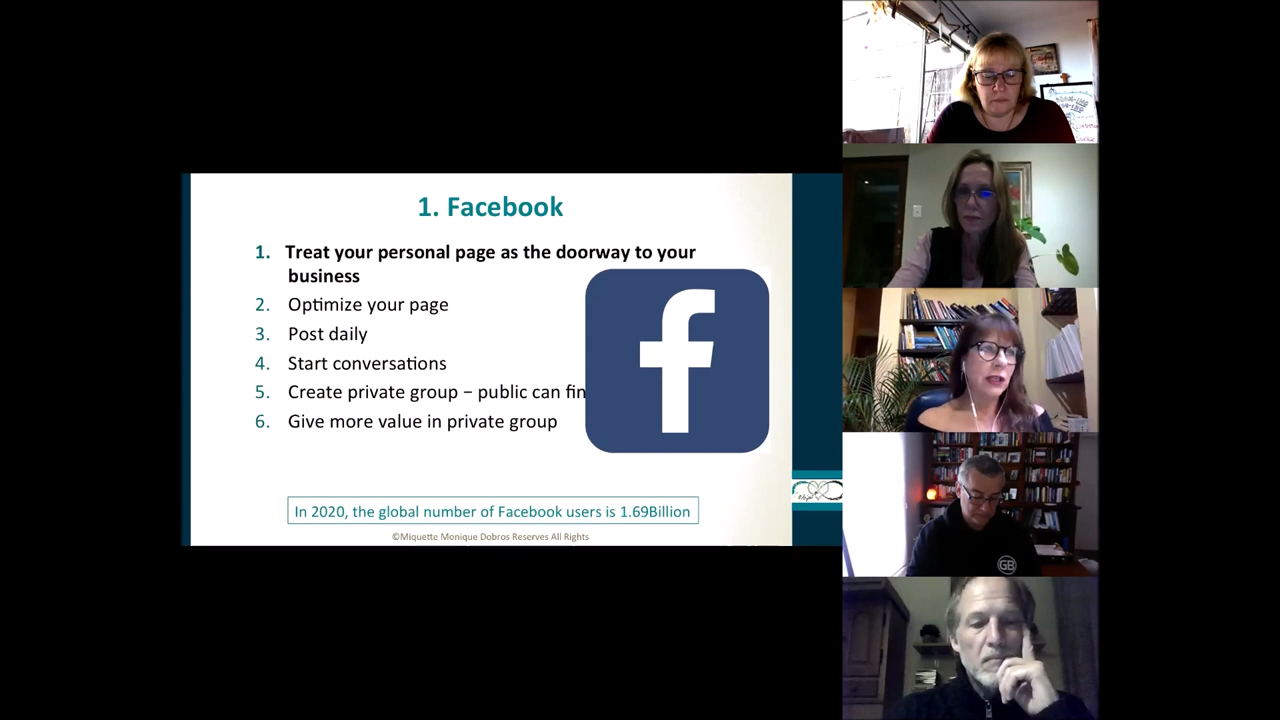 1. Facebook
1. Treat your personal page as the doorway to your
business
2. Optimize your page
3. Post daily
4. Start conversations
5. Create private group – public can fin
6. Give more value in private group
In 2020, the global number of Facebook users is 1.69Billion
©Miquette Monique Dobros Reserves All Rights
GB